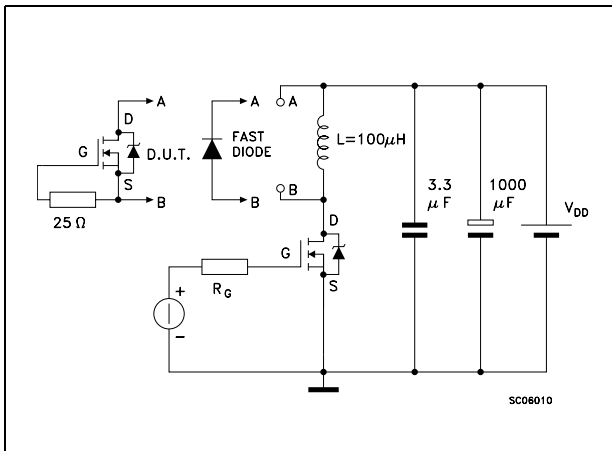 A
D
G
D.U.T.
S
B
25 Ω
A
FAST
DIODE
B
A
L=100μH
B
D
G
S
RG
+
-
3.3
μF
1000
μF
VDD
SC06010